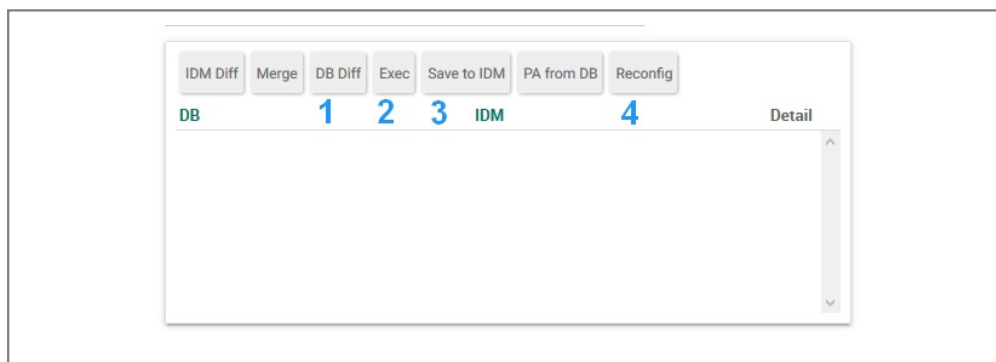 IDM Diff Merge DB Diff Exec Save to IDM PA from DB Reconfig
DB 1 2 3 IDM 4 Detail